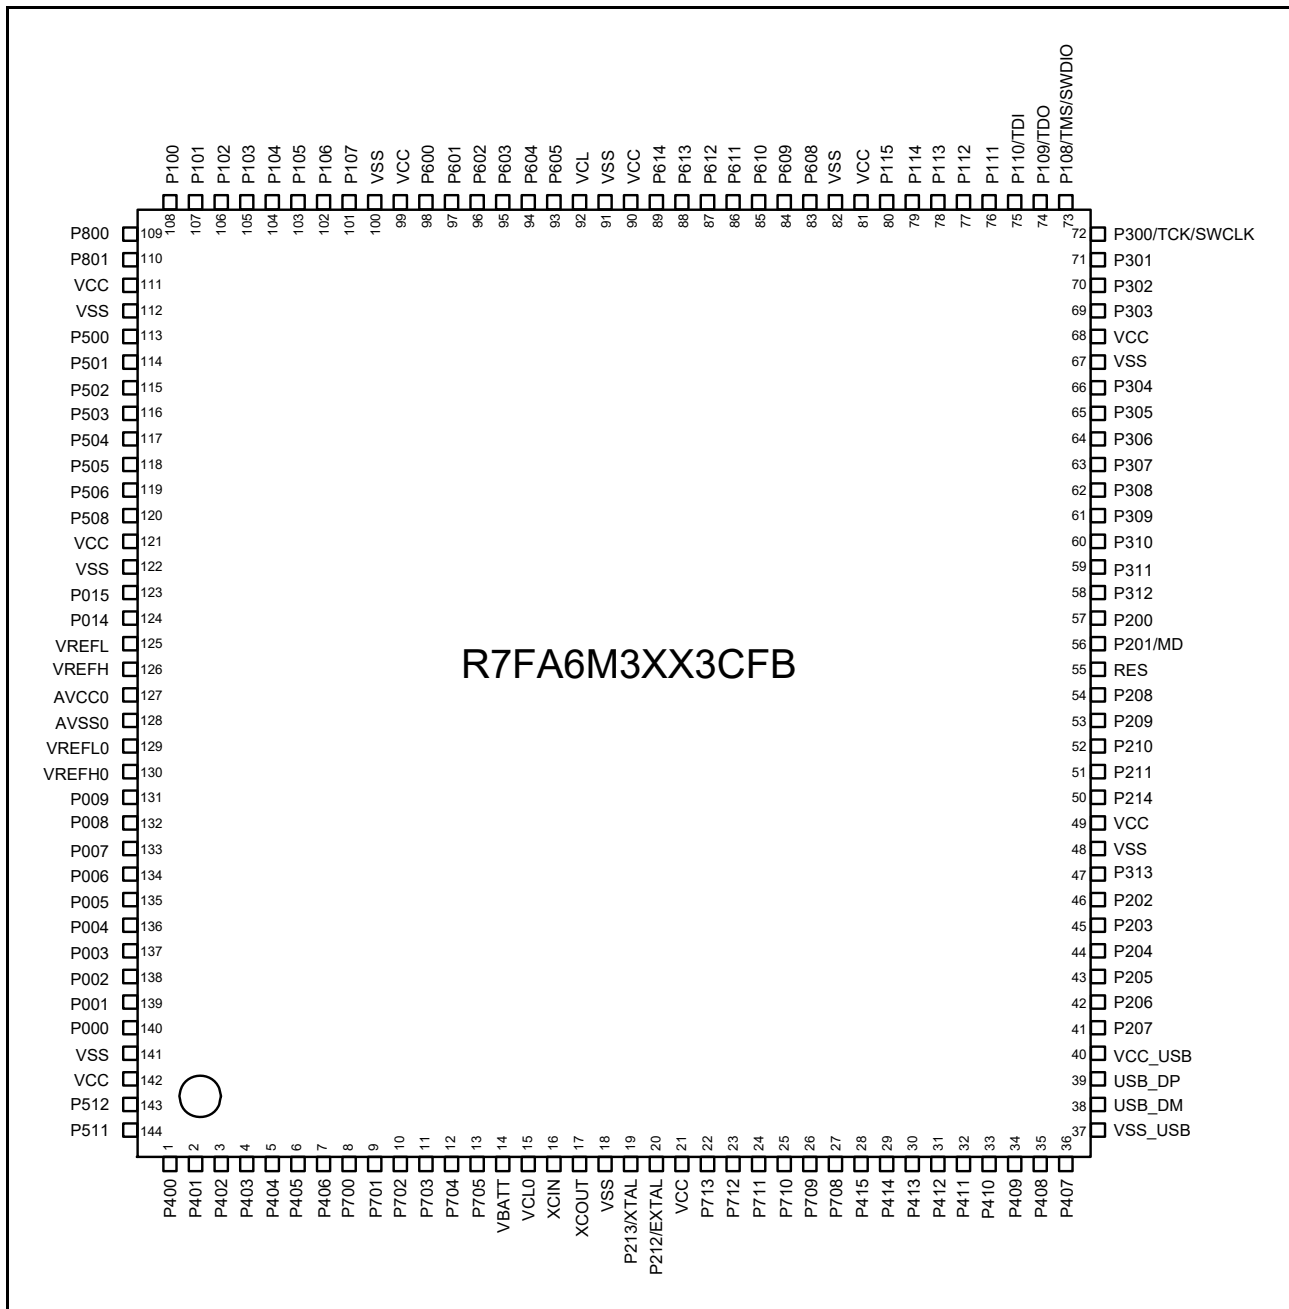 P100 P101 P102 P103 P104 P105 P106 P107 VSS VCC P600 P601 P602 P603 P604 P605 VCL VSS VCC P614 P613 P612 P611 P610 P609 P608 VSS VCC P115 P114 P113 P112 P111 P110/TDI P109/TDO P108/TMS/SWDIO
108 107 106 105 104 103 102 101 100 99 98 97 96 95 94 93 92 91 90 89 88 87 86 85 84 83 82 81 80 79 78 77 76 75 74 73
P800 109 72 P300/TCK/SWCLK
P801 110 71 P301
VCC 111 70 P302
VSS 112 69 P303
P500 113 68 VCC
P501 114 67 VSS
P502 115 66 P304
P503 116 65 P305
P504 117 64 P306
P505 118 63 P307
P506 119 62 P308
P508 120 61 P309
VCC 121 60 P310
VSS 122 59 P311
P015 123 58 P312
P014 124 57 P200
VREFL 125 56 P201/MD
R7FA6M3XX3CFB
VREFH 126 55 RES
AVCC0 127 54 P208
AVSS0 128 53 P209
VREFL0 129 52 P210
VREFH0 130 51 P211
P009 131 50 P214
P008 132 49 VCC
P007 133 48 VSS
P006 134 47 P313
P005 135 46 P202
P004 136 45 P203
P003 137 44 P204
P002 138 43 P205
P001 139 42 P206
P000 140 41 P207
VSS 141 40 VCC_USB
VCC 142 39 USB_DP
P512 143 38 USB_DM
P511 144 37 VSS_USB
1 2 3 4 5 6 7 8 9 10 11 12 13 14 15 16 17 18 19 20 21 22 23 24 25 26 27 28 29 30 31 32 33 34 35 36
P400 P401 P402 P403 P404 P405 P406 P700 P701 P702 P703 P704 P705 VBATT VCL0 XCIN XCOUT VSS P213/XTAL P212/EXTAL VCC P713 P712 P711 P710 P709 P708 P415 P414 P413 P412 P411 P410 P409 P408 P407